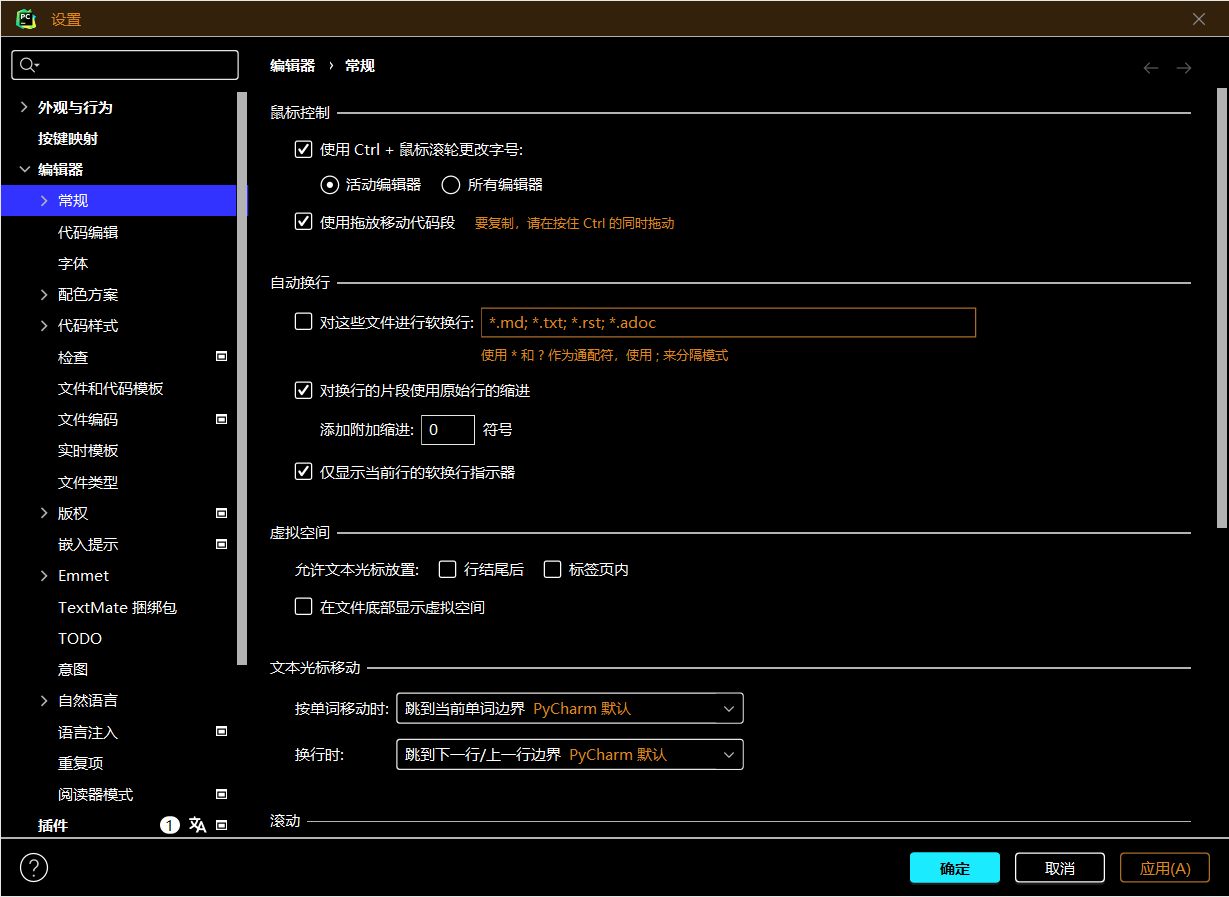 设置
编辑器 › 常规
外观与行为
按键映射
编辑器
常规
代码编辑
字体
配色方案
代码样式
检查
文件和代码模板
文件编码
实时模板
文件类型
版权
嵌入提示
Emmet
TextMate 捆绑包
TODO
意图
自然语言
语言注入
重复项
阅读器模式
插件 1
鼠标控制
使用 Ctrl + 鼠标滚轮更改字号:
活动编辑器 所有编辑器
使用拖放移动代码段 要复制，请在按住 Ctrl 的同时拖动
自动换行
对这些文件进行软换行: *.md; *.txt; *.rst; *.adoc
使用 * 和 ? 作为通配符，使用 ; 来分隔模式
对换行的片段使用原始行的缩进
添加附加缩进: 0 符号
仅显示当前行的软换行指示器
虚拟空间
允许文本光标放置: 行结尾后 标签页内
在文件底部显示虚拟空间
文本光标移动
按单词移动时: 跳到当前单词边界 PyCharm 默认
换行时: 跳到下一行/上一行边界 PyCharm 默认
滚动
? 确定 取消 应用(A)